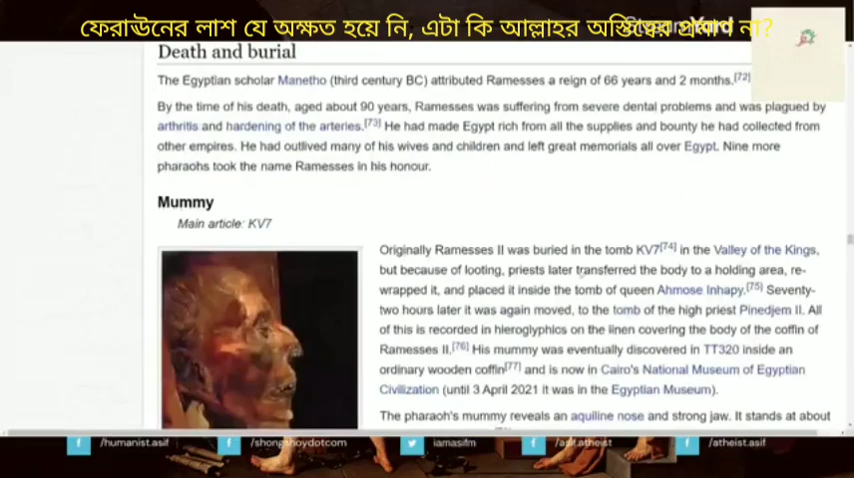 ফেরাঊনের লাশ যে অক্ষত হয়ে নি, এটা কি আল্লাহর অস্তিত্বের প্রমাণ না?
Death and burial
The Egyptian scholar Manetho (third century BC) attributed Ramesses a reign of 66 years and 2 months.[72]
By the time of his death, aged about 90 years, Ramesses was suffering from severe dental problems and was plagued by
arthritis and hardening of the arteries.[73] He had made Egypt rich from all the supplies and bounty he had collected from
other empires. He had outlived many of his wives and children and left great memorials all over Egypt. Nine more
pharaohs took the name Ramesses in his honour.
Mummy
Main article: KV7
Originally Ramesses II was buried in the tomb KV7[74] in the Valley of the Kings,
but because of looting, priests later transferred the body to a holding area, re-
wrapped it, and placed it inside the tomb of queen Ahmose Inhapy.[75] Seventy-
two hours later it was again moved, to the tomb of the high priest Pinedjem II. All
of this is recorded in hieroglyphics on the linen covering the body of the coffin of
Ramesses II.[76] His mummy was eventually discovered in TT320 inside an
ordinary wooden coffin[77] and is now in Cairo's National Museum of Egyptian
Civilization (until 3 April 2021 it was in the Egyptian Museum).
The pharaoh's mummy reveals an aquiline nose and strong jaw. It stands at about
/humanist.asif /shongshoydotcom iamasifm /asif.atheist /atheist.asif